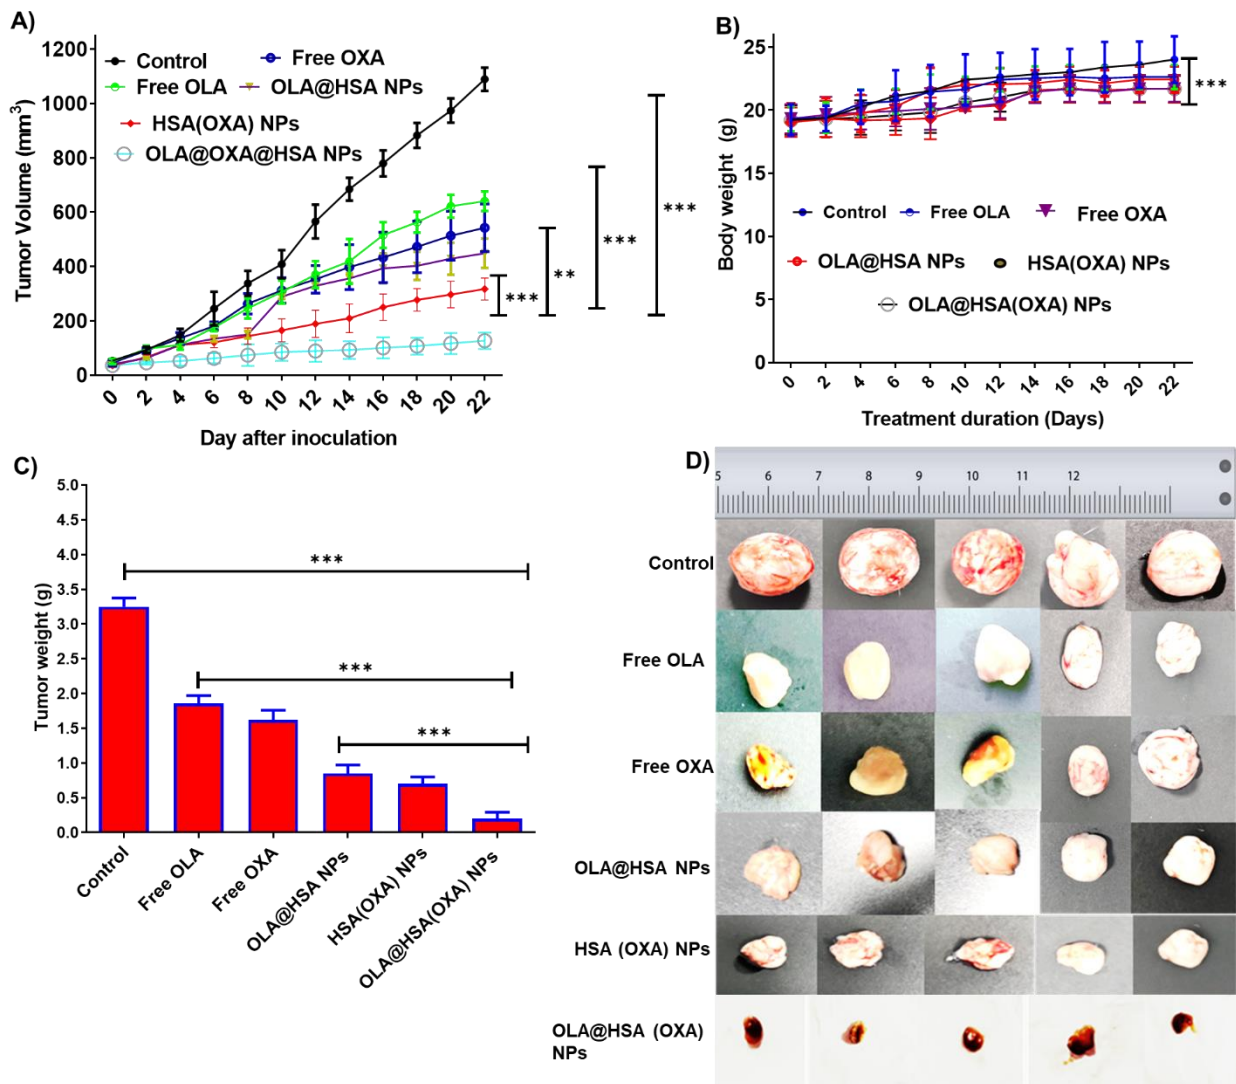 A)
1200
1000
800
600
400
200
0
Tumor Volume (mm3)
Control
Free OXA
Free OLA
OLA@HSA NPs
HSA(OXA) NPs
OLA@OXA@HSA NPs
***
**
***
***
0 2 4 6 8 10 12 14 16 18 20 22
Day after inoculation
B)
25
20
15
10
5
0
Body weight (g)
***
Control Free OLA Free OXA
OLA@HSA NPs HSA(OXA) NPs
OLA@HSA(OXA) NPs
0 2 4 6 8 10 12 14 16 18 20 22
Treatment duration (Days)
C)
5.0
4.5
4.0
3.5
3.0
2.5
2.0
1.5
1.0
0.5
0.0
Tumor weight (g)
***
***
***
Control
Free OLA
Free OXA
OLA@HSA NPs
HSA(OXA) NPs
OLA@HSA(OXA) NPs
D)
5 6 7 8 9 10 11 12
Control
Free OLA
Free OXA
OLA@HSA NPs
HSA (OXA) NPs
OLA@HSA (OXA)
NPs